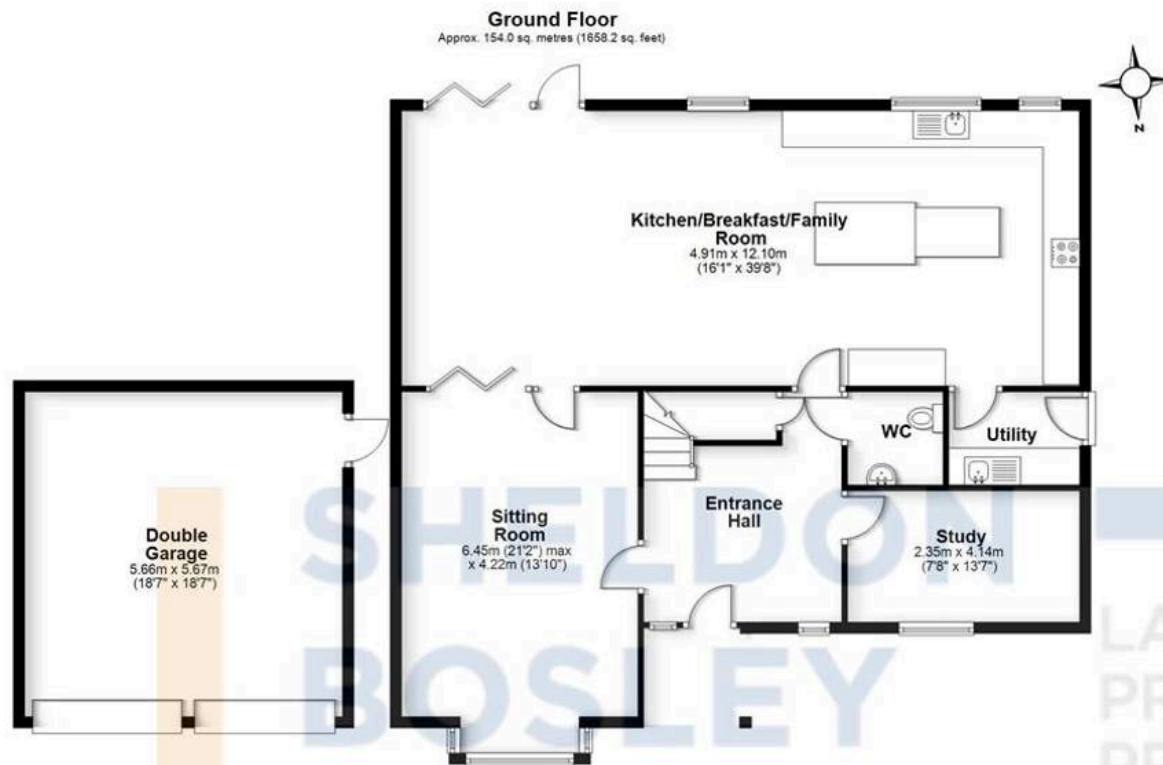 Ground Floor
Approx. 154.0 sq. metres (1658.2 sq. feet)
N
Kitchen/Breakfast/Family
Room
4.91m x 12.10m
(16'1" x 39'8")
WC
Utility
Double
Garage
5.66m x 5.67m
(18'7" x 18'7")
Sitting
Room
6.45m (21'2") max
x 4.22m (13'10")
Entrance
Hall
Study
2.35m x 4.14m
(7'8" x 13'7")
SHELDON
BOSLEY
LA
PR
PR